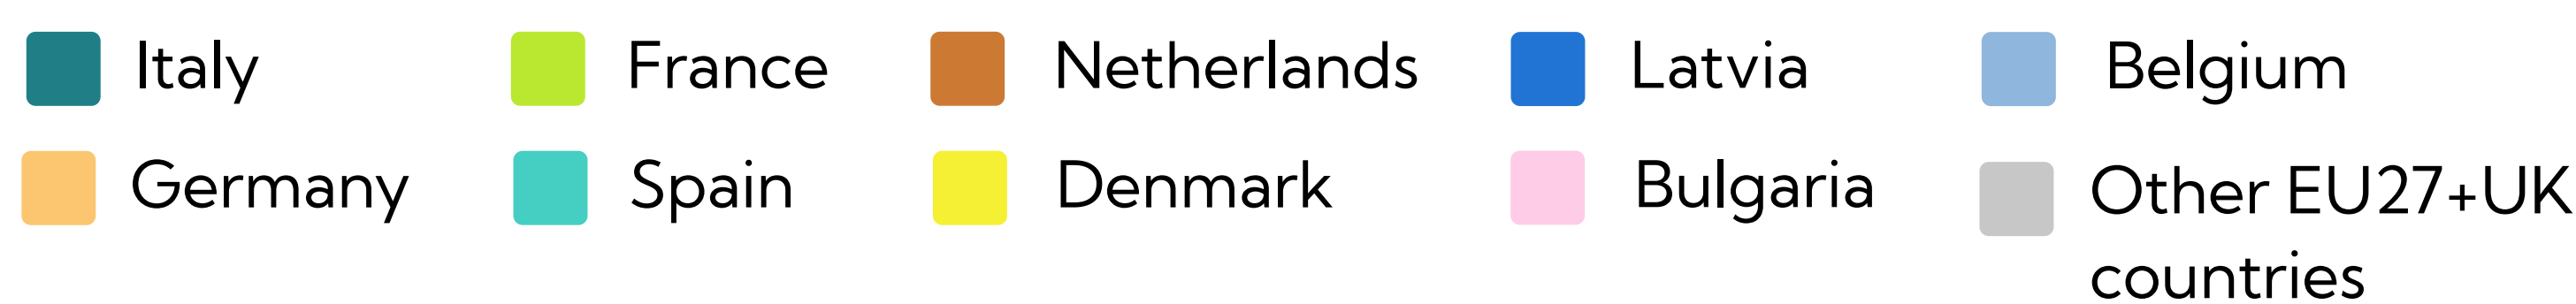 Italy France Netherlands Latvia Belgium
Germany Spain Denmark Bulgaria Other EU27+UK
countries